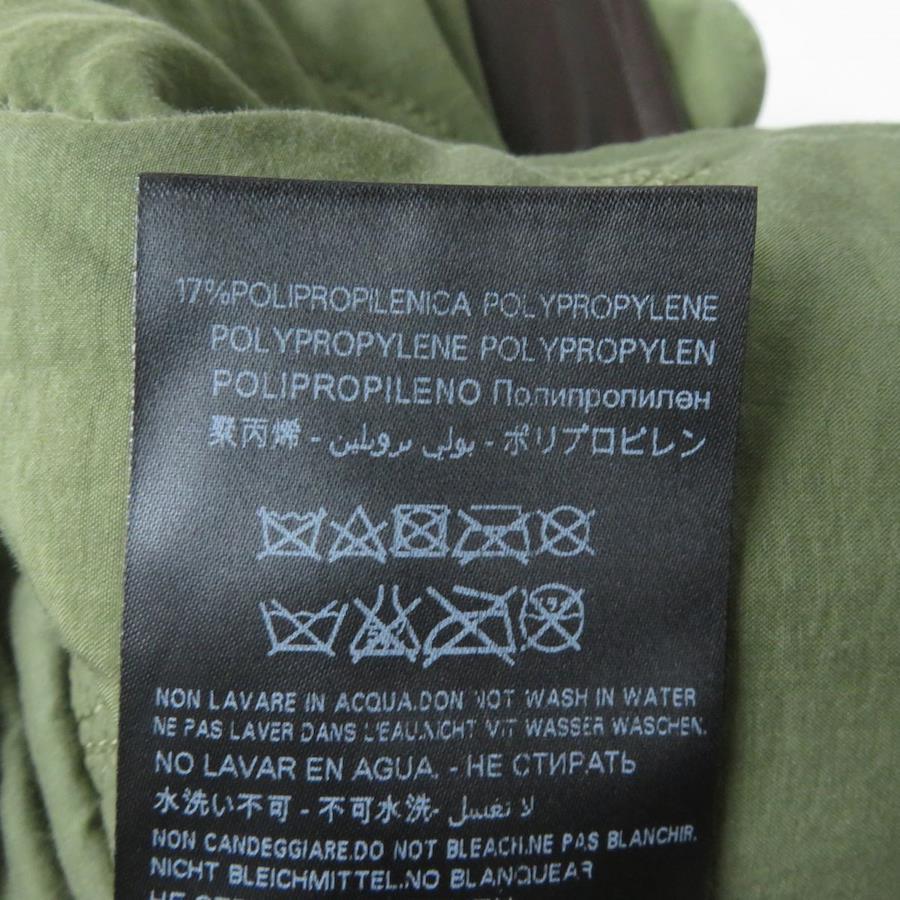 17%POLIPROPILENICA POLYPROPYLENE
POLYPROPYLENE POLYPROPYLEN
POLIPROPILENO Полипропилән
聚丙烯 - بولي بروبلين - ポリプロピレン
NON LAVARE IN ACQUA.DON NOT WASH IN WATER
NE PAS LAVER DANS L'EAU.NICHT MIT WASSER WASCHEN.
NO LAVAR EN AGUA. - НЕ СТИРАТЬ
水洗い不可 - 不可水洗- لا تغسل
NON CANDEGGIARE.DO NOT BLEACH.NE PAS BLANCHIR.
NICHT BLEICHMITTEL.NO BLANQUEAR